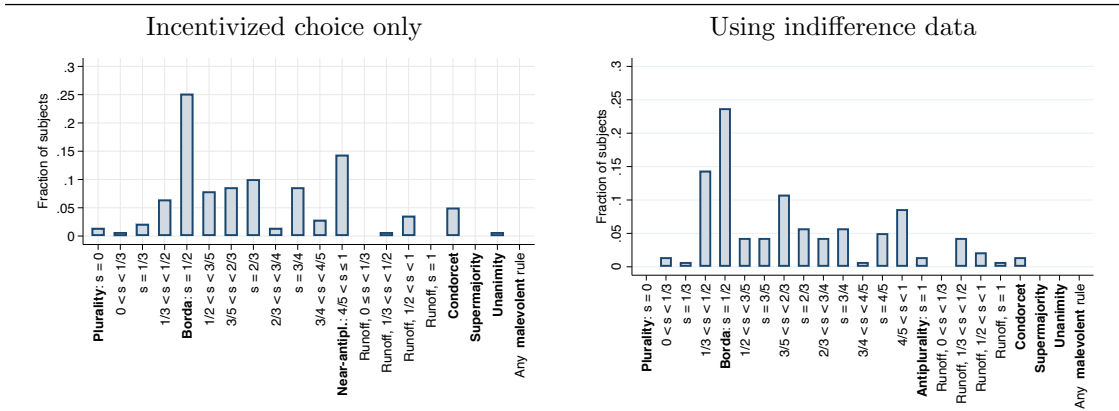 Incentivized choice only
Fraction of subjects
.3
.25
.2
.15
.1
.05
0
Plurality: s = 0
0 < s < 1/3
s = 1/3
1/3 < s < 1/2
Borda: s = 1/2
1/2 < s < 3/5
3/5 < s < 2/3
s = 2/3
2/3 < s < 3/4
s = 3/4
3/4 < s < 4/5
Near-antipl.: 4/5 < s ≤ 1
Runoff, 0 ≤ s < 1/3
Runoff, 1/3 < s < 1/2
Runoff, 1/2 < s < 1
Runoff, s = 1
Condorcet
Supermajority
Unanimity
Any malevolent rule
Using indifference data
Fraction of subjects
.3
.25
.2
.15
.1
.05
0
Plurality: s = 0
0 < s < 1/3
s = 1/3
1/3 < s < 1/2
Borda: s = 1/2
1/2 < s < 3/5
s = 3/5
3/5 < s < 2/3
s = 2/3
2/3 < s < 3/4
s = 3/4
3/4 < s < 4/5
s = 4/5
4/5 < s < 1
Antiplurality: s = 1
Runoff, 0 < s < 1/3
Runoff, 1/3 < s < 1/2
Runoff, 1/2 < s < 1
Runoff, s = 1
Condorcet
Supermajority
Unanimity
Any malevolent rule